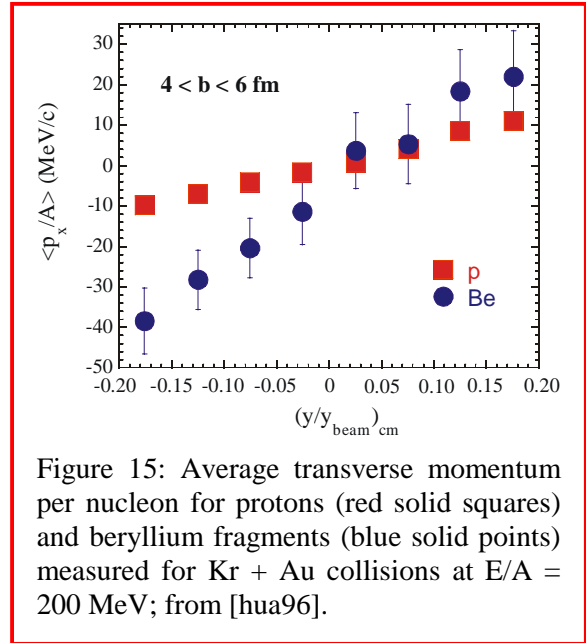 30
20
10
0
-10
-20
-30
-40
-50
<p_x/A> (MeV/c)
4 < b < 6 fm
p
Be
-0.20 -0.15 -0.10 -0.05 0 0.05 0.10 0.15 0.20
(y/y_beam)_cm
Figure 15: Average transverse momentum
per nucleon for protons (red solid squares)
and beryllium fragments (blue solid points)
measured for Kr + Au collisions at E/A =
200 MeV; from [hua96].